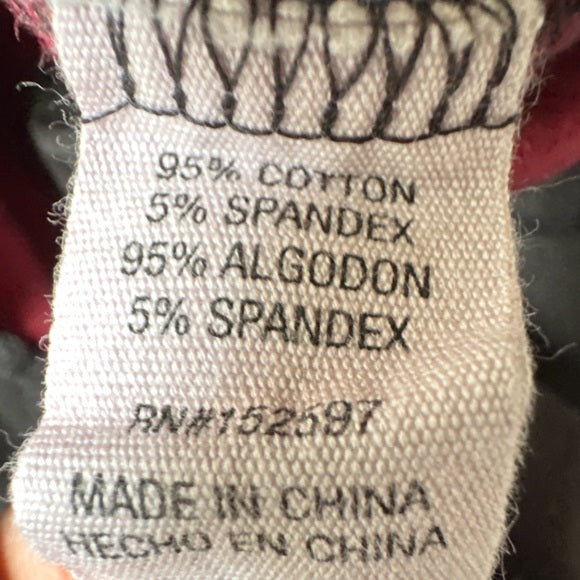 95% COTTON
5% SPANDEX
95% ALGODON
5% SPANDEX
RN#152597
MADE IN CHINA
HECHO EN CHINA